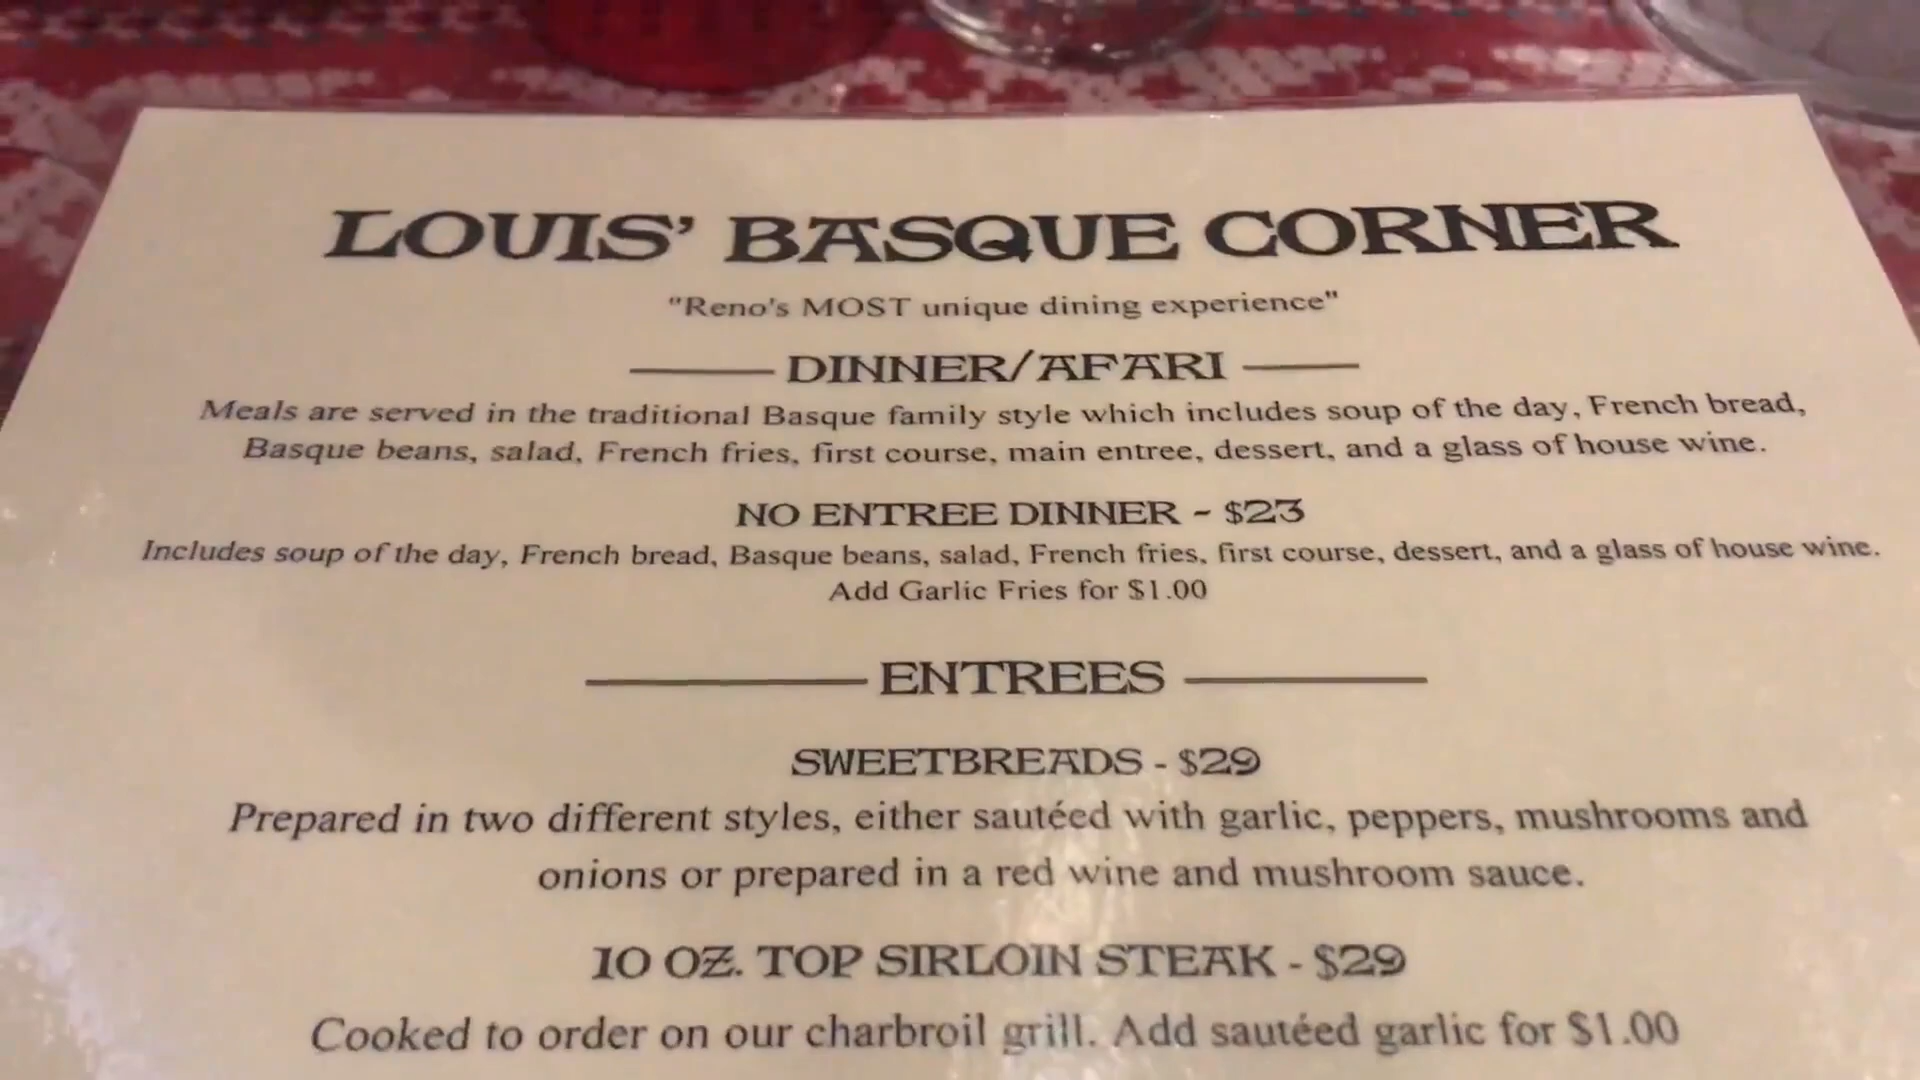 LOUIS' BASQUE CORNER
"Reno's MOST unique dining experience"
DINNER/AFARI
Meals are served in the traditional Basque family style which includes soup of the day, French bread,
Basque beans, salad, French fries, first course, main entree, dessert, and a glass of house wine.
NO ENTREE DINNER - $23
Includes soup of the day, French bread, Basque beans, salad, French fries, first course, dessert, and a glass of house wine.
Add Garlic Fries for $1.00
ENTREES
SWEETBREADS - $29
Prepared in two different styles, either sautéed with garlic, peppers, mushrooms and
onions or prepared in a red wine and mushroom sauce.
10 OZ. TOP SIRLOIN STEAK - $29
Cooked to order on our charbroil grill. Add sautéed garlic for $1.00